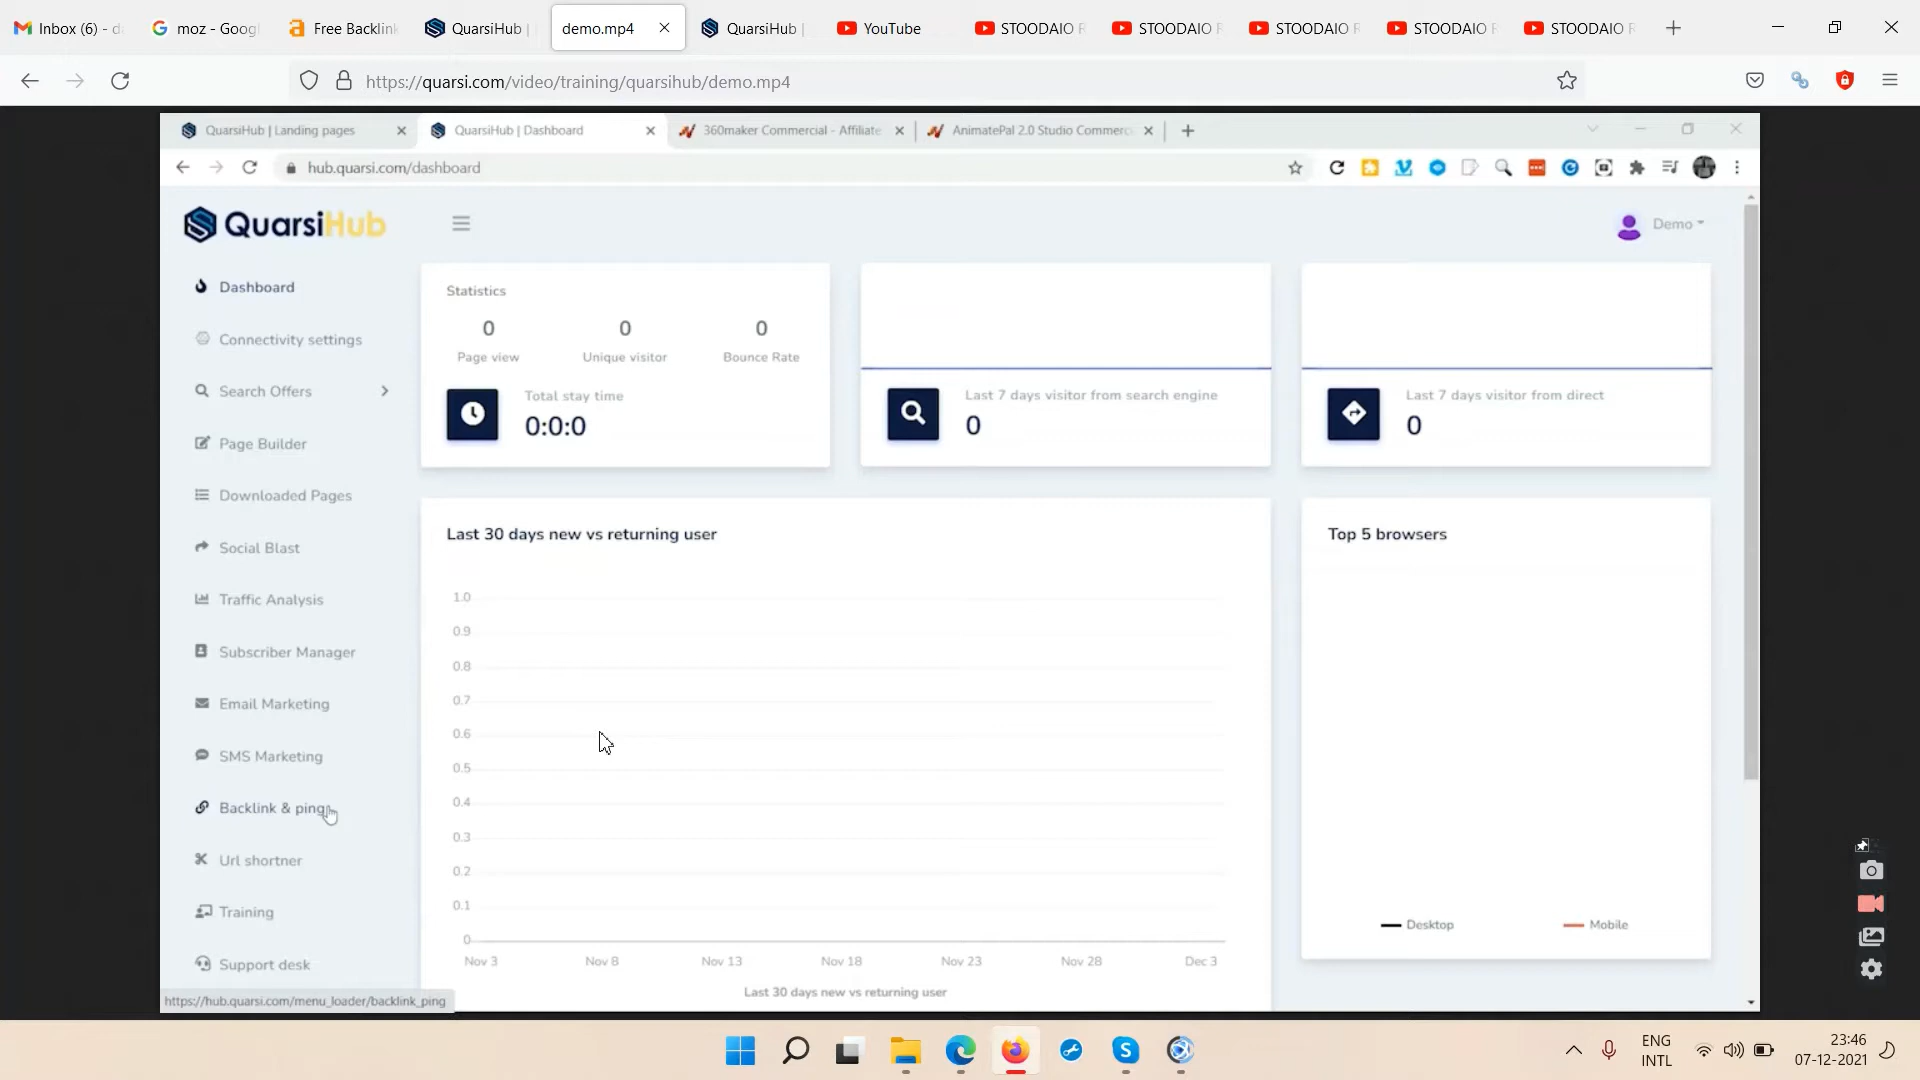 Inbox (6) - d
moz - Googl
Free Backlink
QuarsiHub |
demo.mp4
QuarsiHub |
YouTube
STOODAIO R
STOODAIO R
STOODAIO R
STOODAIO R
STOODAIO R
https://quarsi.com/video/training/quarsihub/demo.mp4
QuarsiHub | Landing pages
QuarsiHub | Dashboard
360maker Commercial - Affiliate
AnimatePal 2.0 Studio Commerc
hub.quarsi.com/dashboard
QuarsiHub
Demo
Dashboard
Connectivity settings
Search Offers
Page Builder
Downloaded Pages
Social Blast
Traffic Analysis
Subscriber Manager
Email Marketing
SMS Marketing
Backlink & ping
Url shortner
Training
Support desk
Statistics
0 0 0
Page view Unique visitor Bounce Rate
Total stay time
0:0:0
Last 7 days visitor from search engine
0
Last 7 days visitor from direct
0
Last 30 days new vs returning user
1.0
0.9
0.8
0.7
0.6
0.5
0.4
0.3
0.2
0.1
0
Nov 3 Nov 8 Nov 13 Nov 18 Nov 23 Nov 28 Dec 3
Last 30 days new vs returning user
Top 5 browsers
Desktop Mobile
https://hub.quarsi.com/menu_loader/backlink_ping
ENG
INTL
23:46
07-12-2021